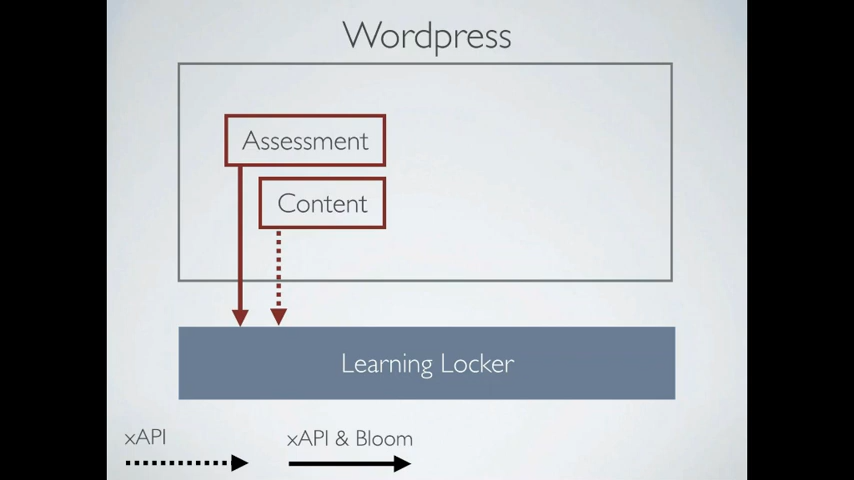 Wordpress
Assessment
Content
Learning Locker
xAPI
xAPI & Bloom